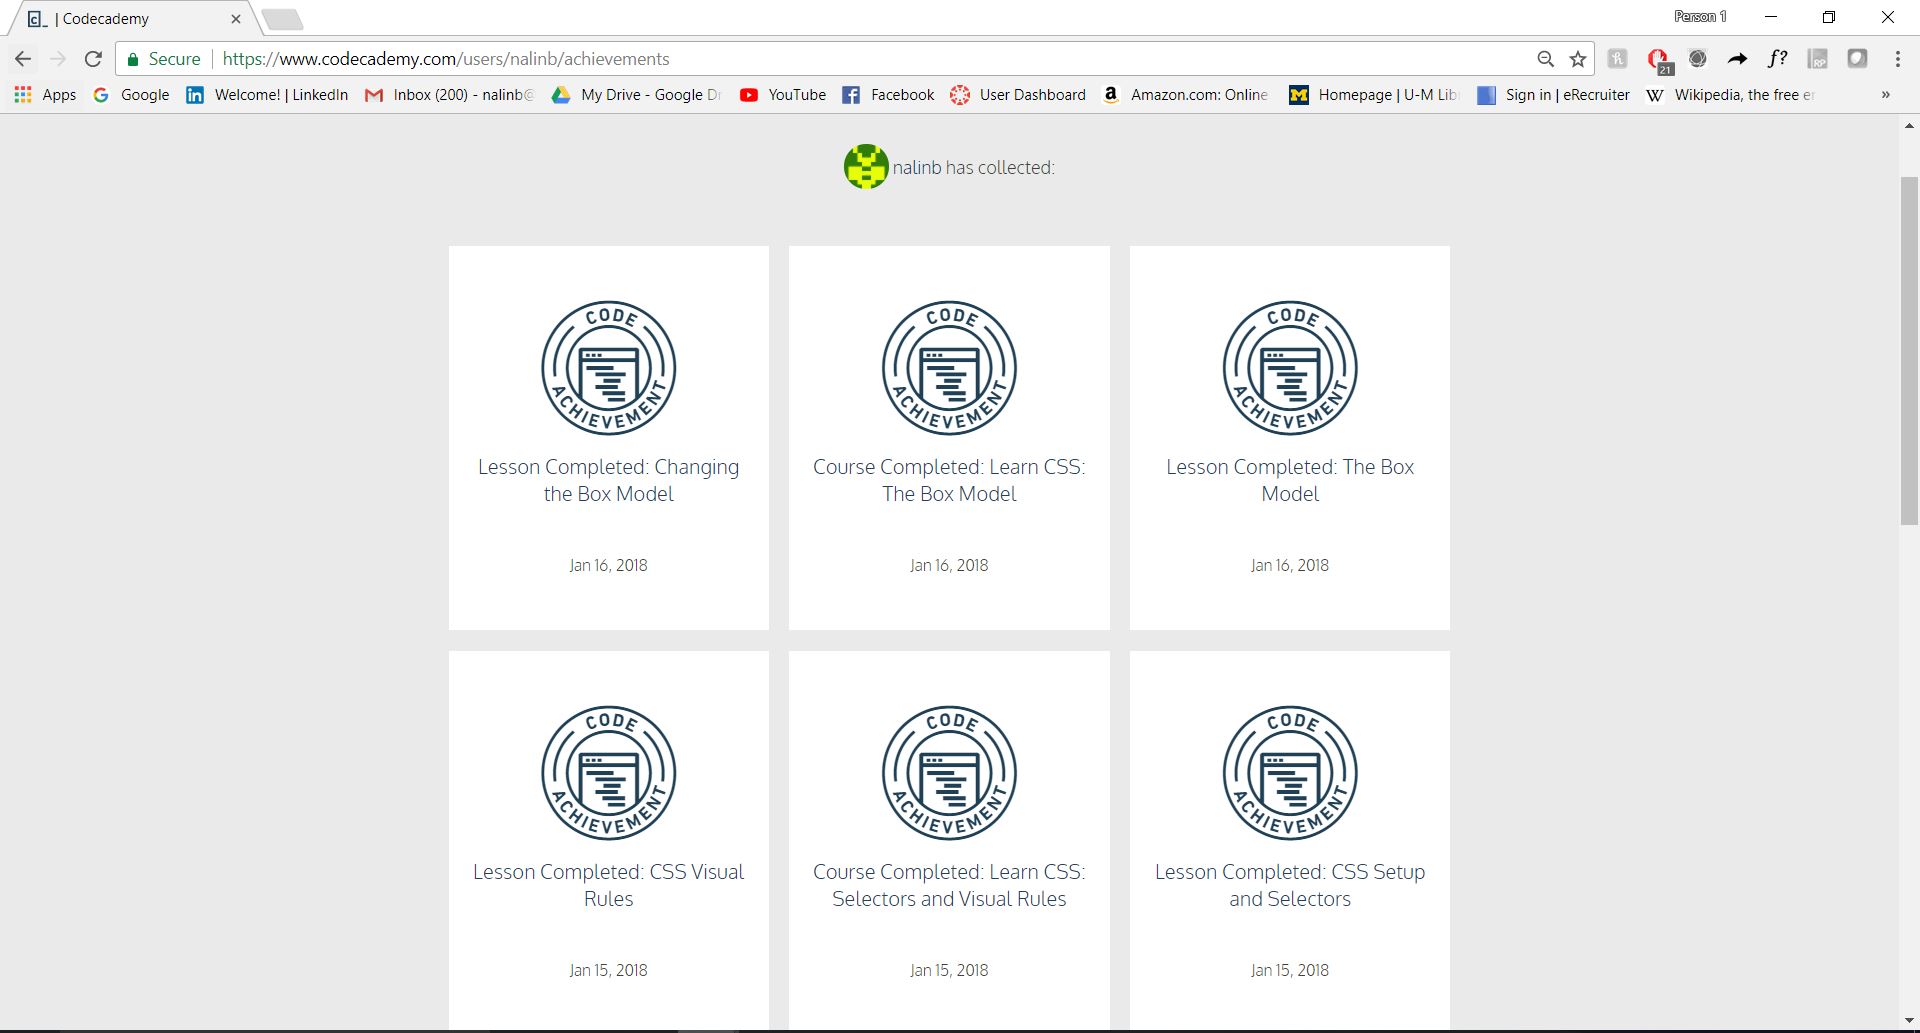 | Codecademy
Person 1
Secure https://www.codecademy.com/users/nalinb/achievements
21
f?
RP
Apps Google Welcome! | LinkedIn Inbox (200) - nalinb@ My Drive - Google Dr YouTube Facebook User Dashboard Amazon.com: Online Homepage | U-M Lib Sign in | eRecruiter Wikipedia, the free er »
nalinb has collected:
CODE ACHIEVEMENT
Lesson Completed: Changing
the Box Model
Jan 16, 2018
CODE ACHIEVEMENT
Course Completed: Learn CSS:
The Box Model
Jan 16, 2018
CODE ACHIEVEMENT
Lesson Completed: The Box
Model
Jan 16, 2018
CODE ACHIEVEMENT
Lesson Completed: CSS Visual
Rules
Jan 15, 2018
CODE ACHIEVEMENT
Course Completed: Learn CSS:
Selectors and Visual Rules
Jan 15, 2018
CODE ACHIEVEMENT
Lesson Completed: CSS Setup
and Selectors
Jan 15, 2018